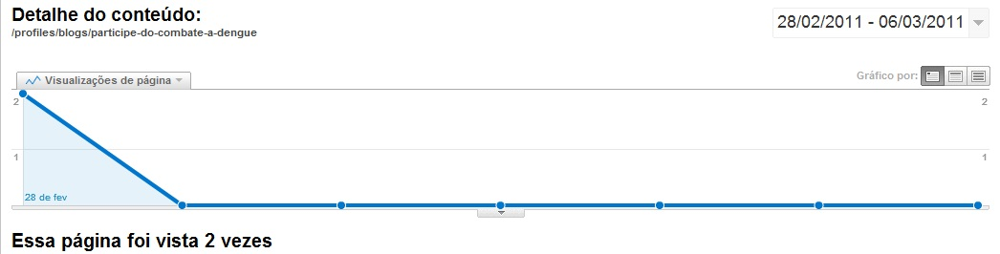 Detalhe do conteúdo:
/profiles/blogs/participe-do-combate-a-dengue
28/02/2011 - 06/03/2011
Visualizações de página
Gráfico por:
2 2
1 1
28 de fev
Essa página foi vista 2 vezes